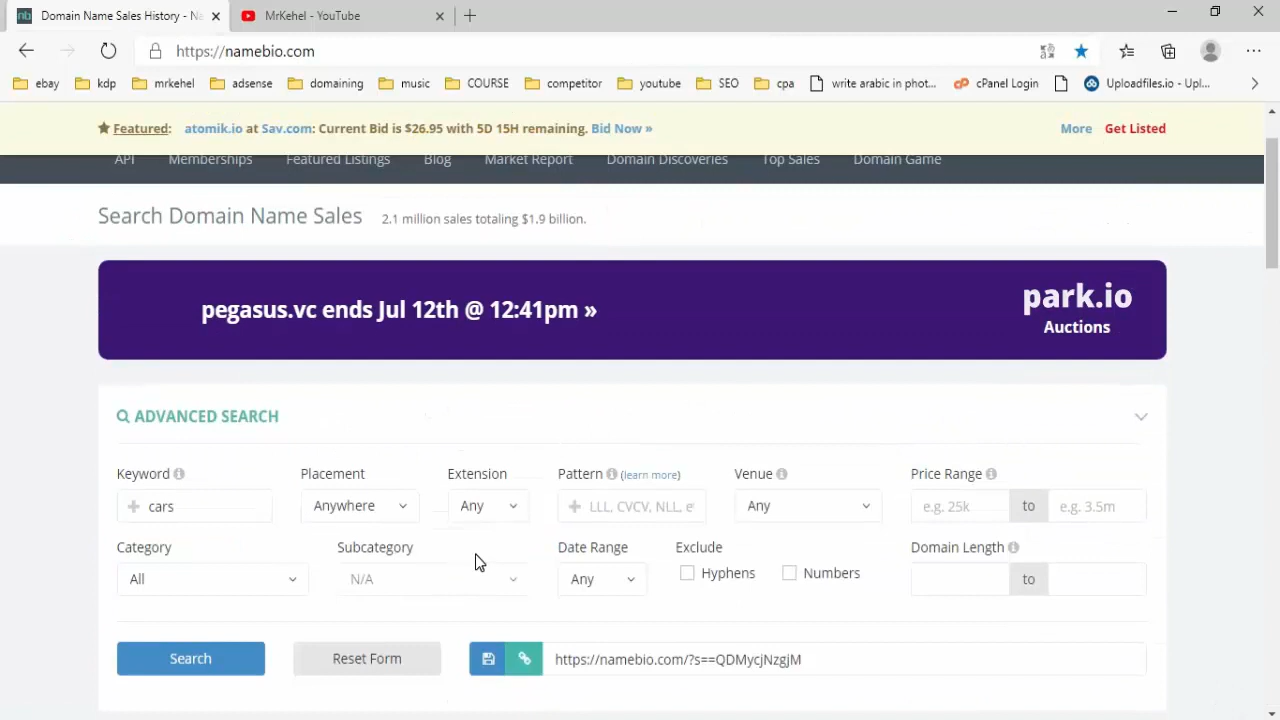 Domain Name Sales History - Na
MrKehel - YouTube
https://namebio.com
ebay
kdp
mrkehel
adsense
domaining
music
COURSE
competitor
youtube
SEO
cpa
write arabic in phot...
cPanel Login
Uploadfiles.io - Upl...
Featured: atomik.io at Sav.com: Current Bid is $26.95 with 5D 15H remaining. Bid Now »
More
Get Listed
API
Memberships
Featured Listings
Blog
Market Report
Domain Discoveries
Top Sales
Domain Game
Search Domain Name Sales
2.1 million sales totaling $1.9 billion.
pegasus.vc ends Jul 12th @ 12:41pm »
park.io
Auctions
ADVANCED SEARCH
Keyword
Placement
Extension
Pattern (learn more)
Venue
Price Range
cars
Anywhere
Any
LLL, CVCV, NLL, e
Any
e.g. 25k
to
e.g. 3.5m
Category
Subcategory
Date Range
Exclude
Domain Length
All
N/A
Any
Hyphens
Numbers
to
Search
Reset Form
https://namebio.com/?s==QDMycjNzgjM